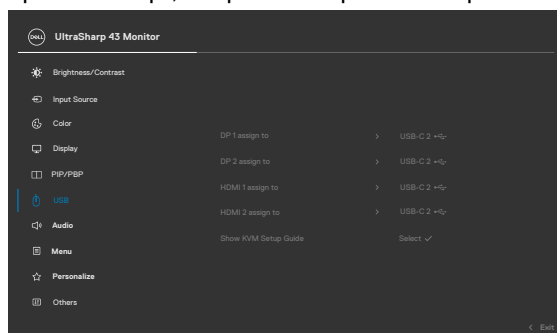 DELL
UltraSharp 43 Monitor
Brightness/Contrast
Input Source
Color
DP 1 assign to > USB-C 2
Display
DP 2 assign to > USB-C 2
PIP/PBP
HDMI 1 assign to > USB-C 2
USB
HDMI 2 assign to > USB-C 2
Audio
Show KVM Setup Guide Select ✓
Menu
Personalize
Others
< Exit